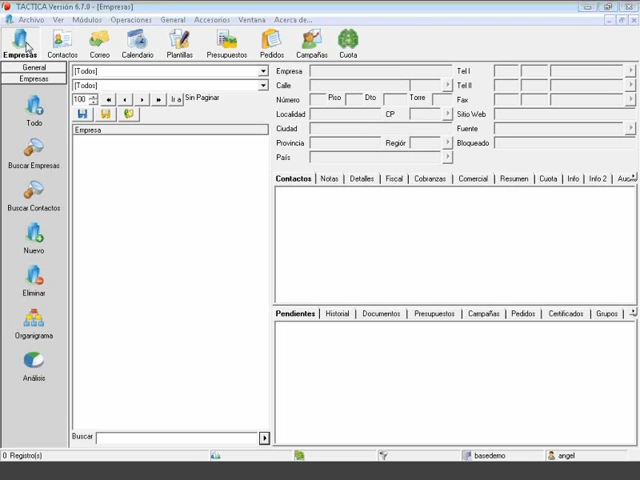 TACTICA Versión 6.7.0 - [Empresas]
Archivo Ver Módulos Operaciones General Accesorios Ventana Acerca de...
Empresas Contactos Correo Calendario Plantillas Presupuestos Pedidos Campañas Cuota
General
Empresas
Todo
Buscar Empresas
Buscar Contactos
Nuevo
Eliminar
Organigrama
Análisis
[Todos]
[Todos]
100 Ir a Sin Paginar
Empresa
Buscar
Empresa
Calle
Número Piso Dto Torre
Localidad CP
Ciudad
Provincia Región
País
Tel I
Tel II
Fax
Sitio Web
Fuente
Bloqueado
Contactos Notas Detalles Fiscal Cobranzas Comercial Resumen Cuota Info Info 2
Pendientes Historial Documentos Presupuestos Campañas Pedidos Certificados Grupos
0 Registro(s) basedemo angel